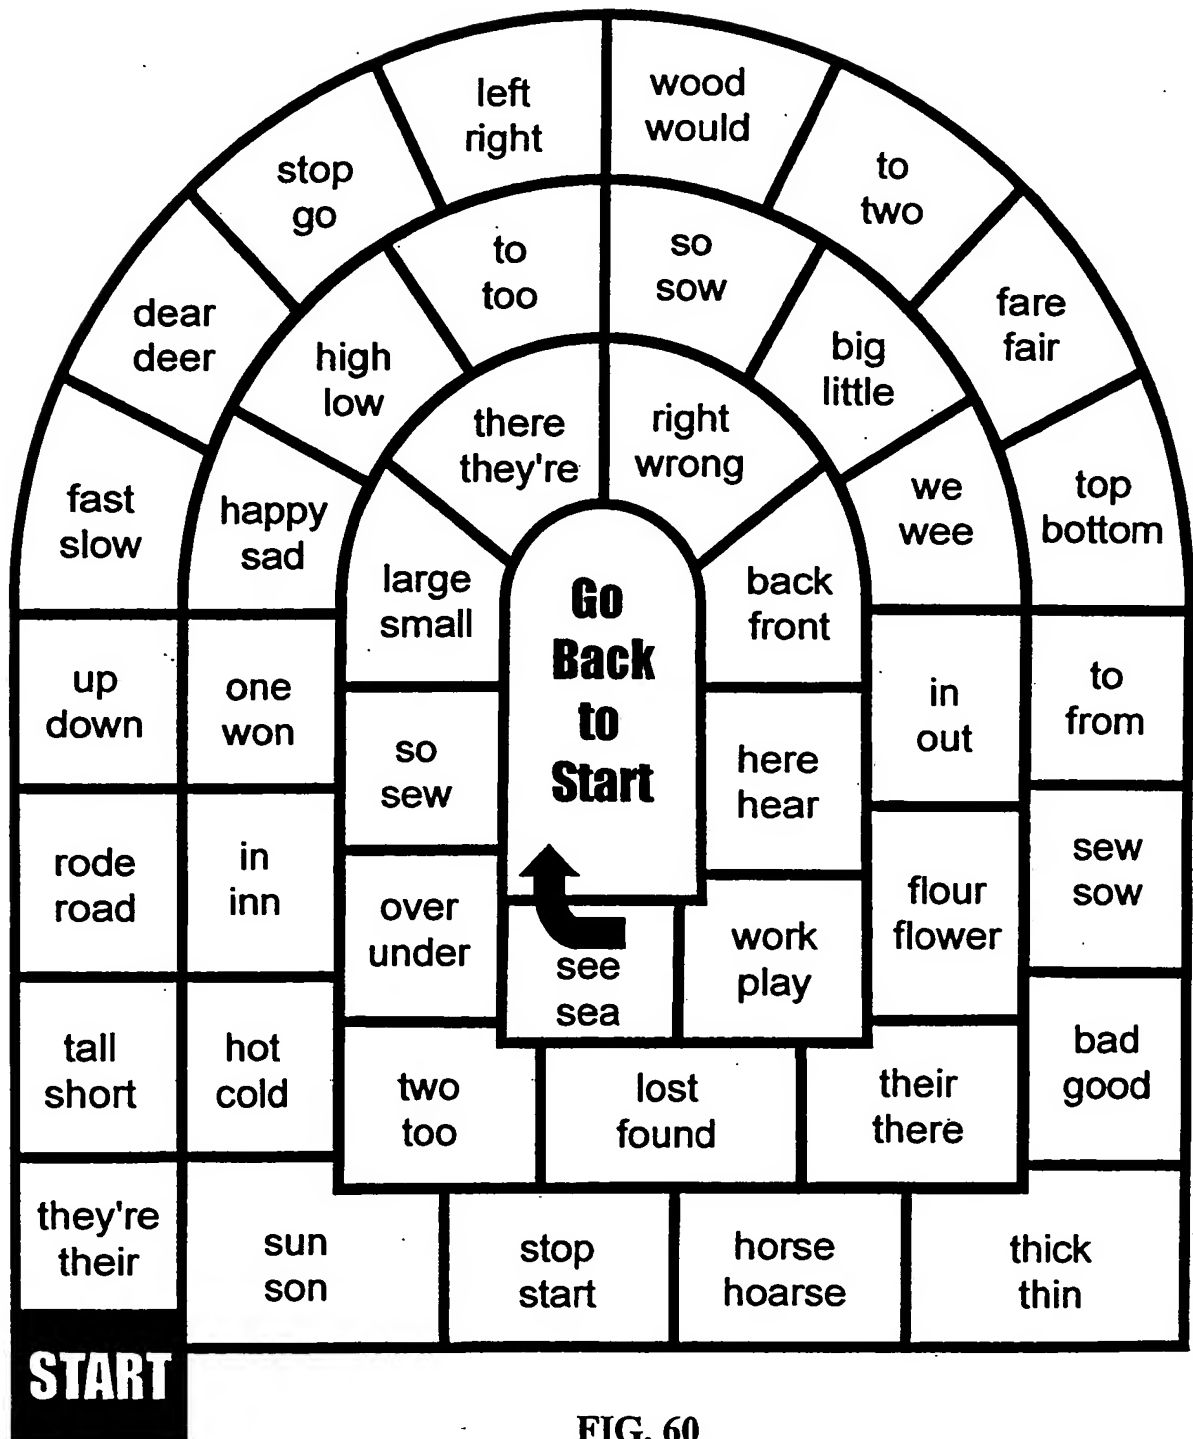 START
they're
their
tall
short
rode
road
up
down
fast
slow
dear
deer
stop
go
left
right
wood
would
to
two
fare
fair
top
bottom
to
from
sew
sow
bad
good
thick
thin
horse
hoarse
stop
start
sun
son
hot
cold
in
inn
one
won
happy
sad
high
low
to
too
so
sow
big
little
we
wee
in
out
flour
flower
their
there
lost
found
two
too
over
under
so
sew
large
small
there
they're
right
wrong
back
front
here
hear
work
play
see
sea
Go
Back
to
Start
FIG. 60